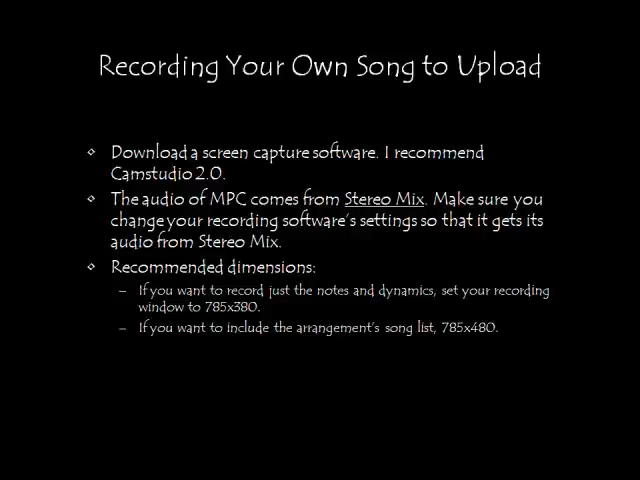 Recording Your Own Song to Upload
• Download a screen capture software. I recommend
Camstudio 2.0.
• The audio of MPC comes from Stereo Mix. Make sure you
change your recording software's settings so that it gets its
audio from Stereo Mix.
• Recommended dimensions:
– If you want to record just the notes and dynamics, set your recording
window to 785x380.
– If you want to include the arrangement's song list, 785x480.